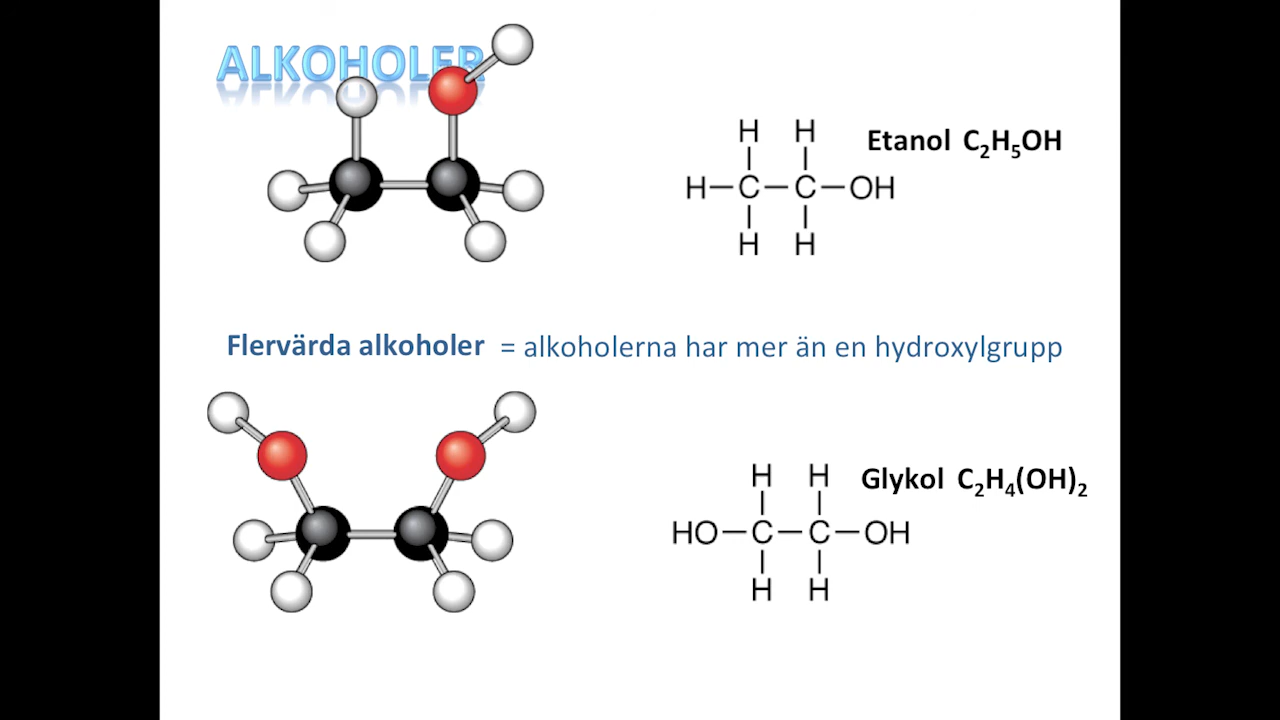 ALKOHOLER
Etanol C₂H₅OH
H H
H–C–C–OH
H H
Flervärda alkoholer = alkoholerna har mer än en hydroxylgrupp
Glykol C₂H₄(OH)₂
H H
HO–C–C–OH
H H